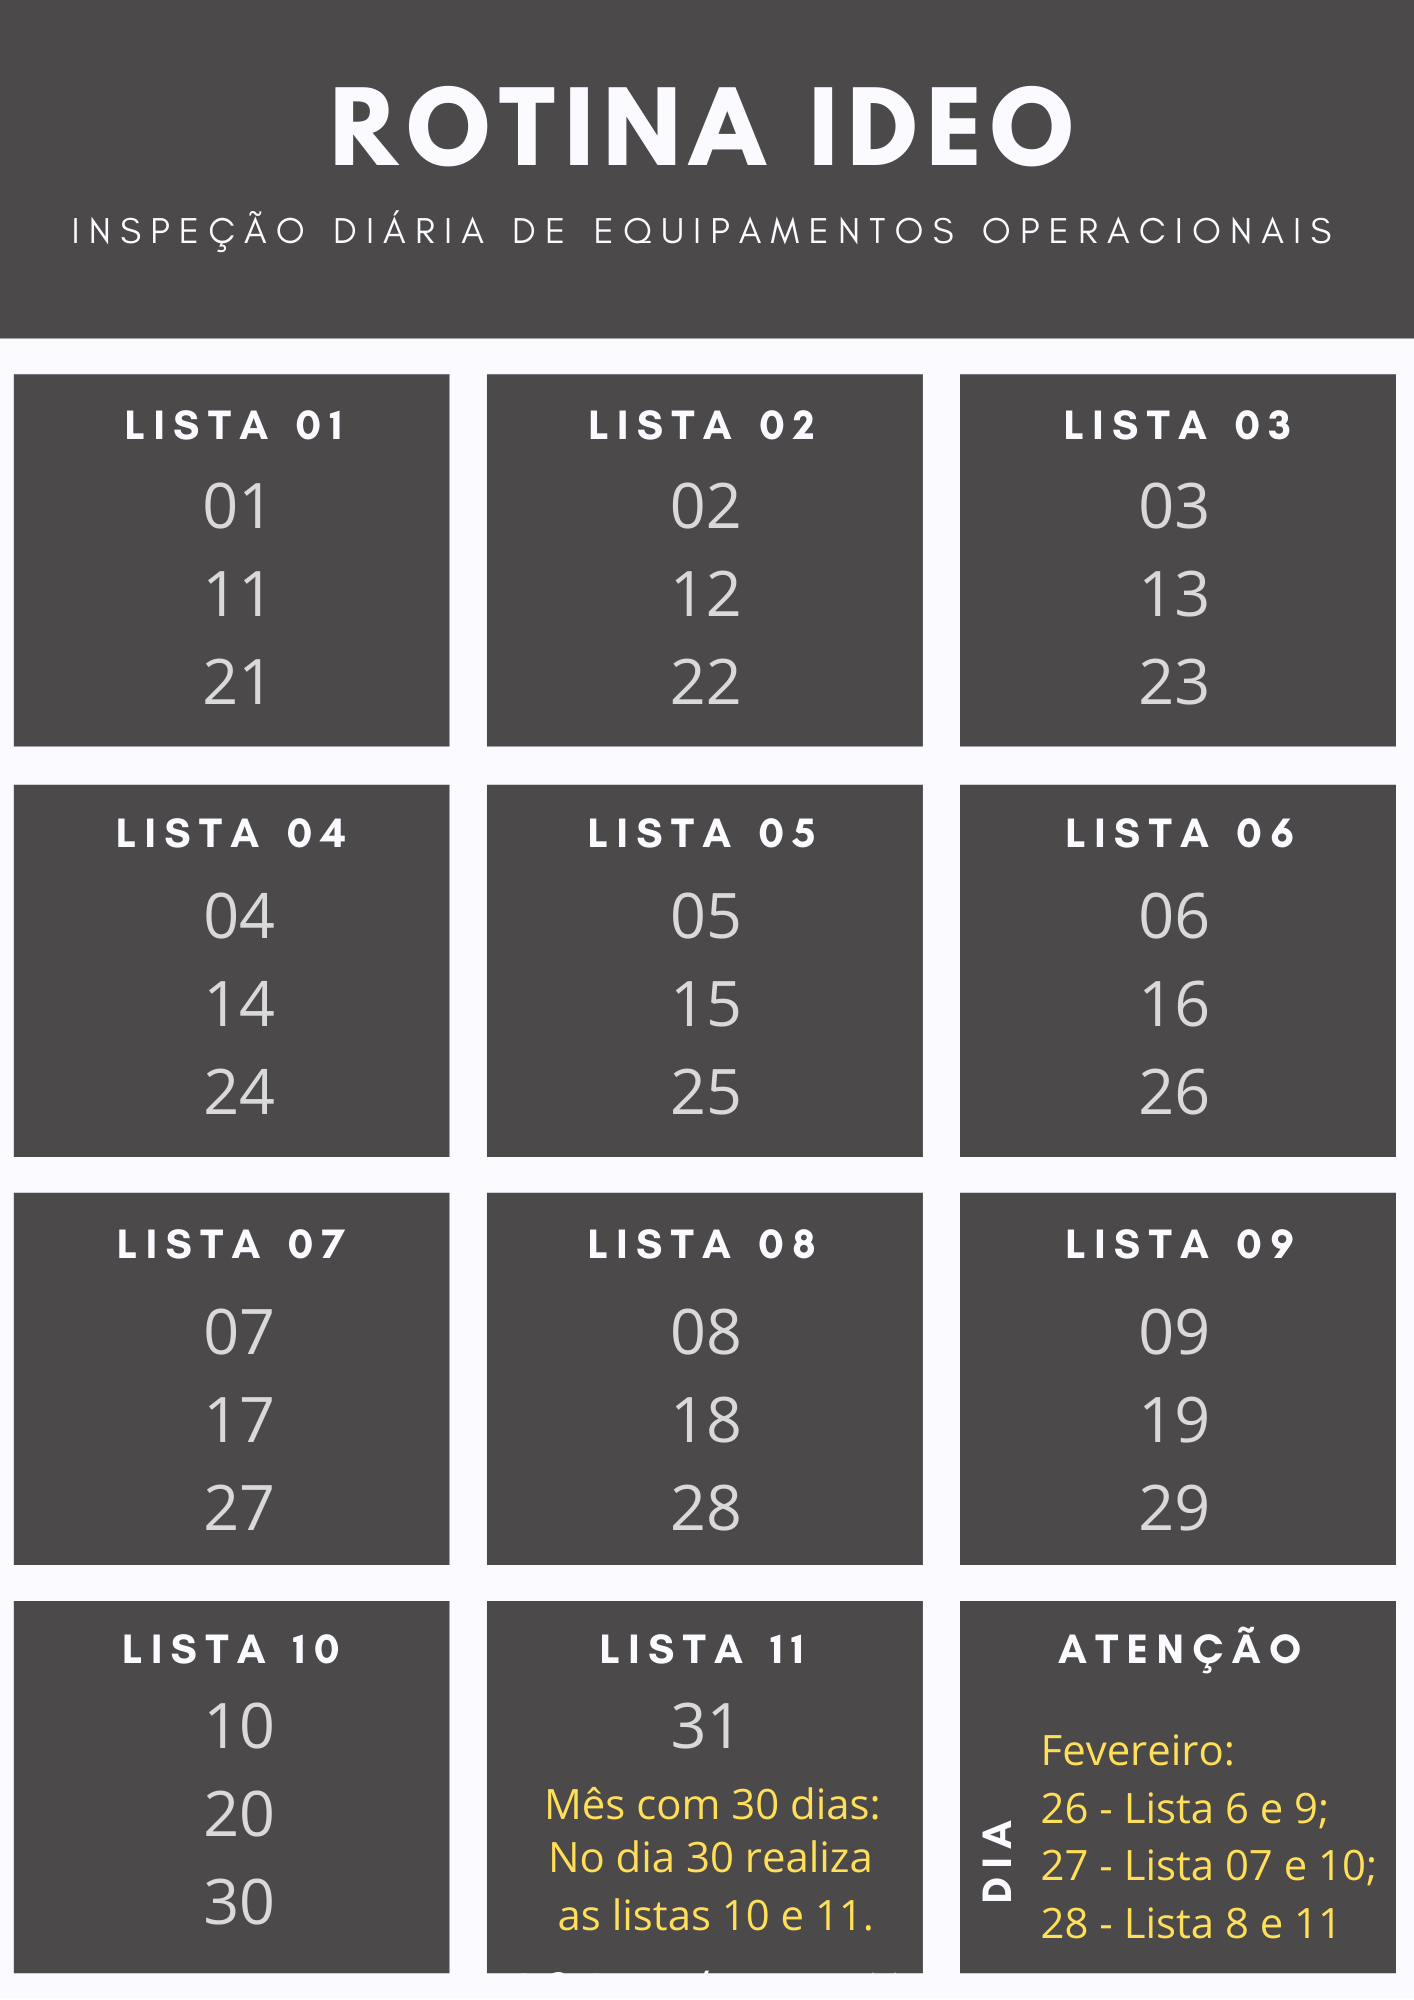 ROTINA IDEO
INSPEÇÃO DIÁRIA DE EQUIPAMENTOS OPERACIONAIS
LISTA 01
01
11
21
LISTA 02
02
12
22
LISTA 03
03
13
23
LISTA 04
04
14
24
LISTA 05
05
15
25
LISTA 06
06
16
26
LISTA 07
07
17
27
LISTA 08
08
18
28
LISTA 09
09
19
29
LISTA 10
10
20
30
LISTA 11
31
Mês com 30 dias:
No dia 30 realiza
as listas 10 e 11.
ATENÇÃO
DIA
Fevereiro:
26 - Lista 6 e 9;
27 - Lista 07 e 10;
28 - Lista 8 e 11